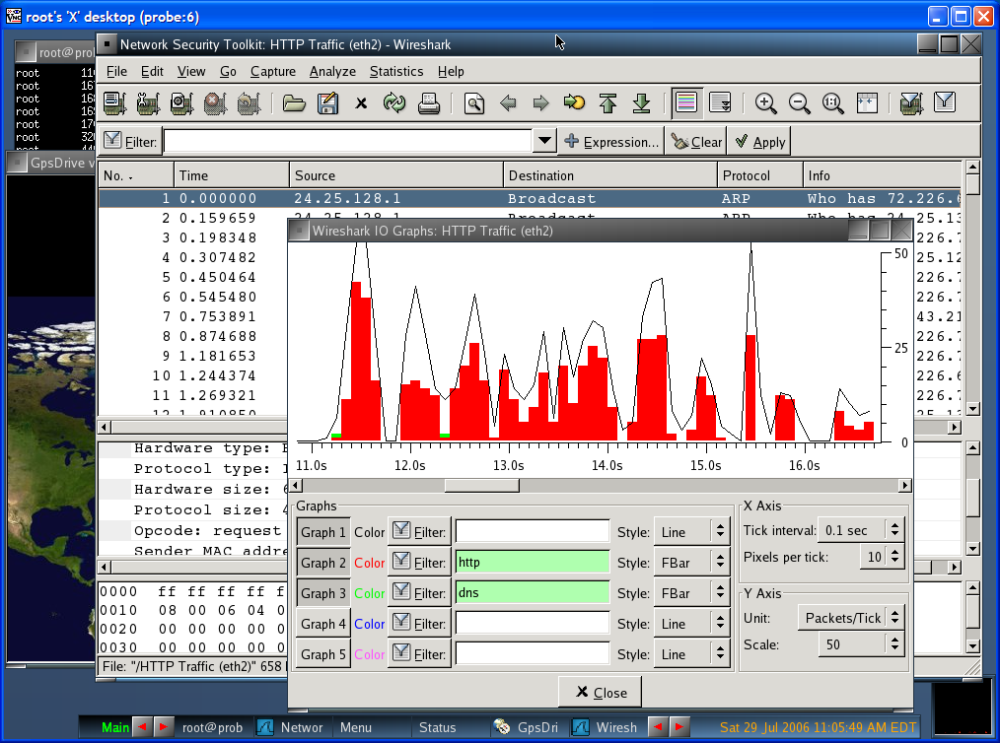 root's 'X' desktop (probe:6)
root@pro
Network Security Toolkit: HTTP Traffic (eth2) - Wireshark
root
root
root
root
root
root
File Edit View Go Capture Analyze Statistics Help
Filter: Expression... Clear Apply
GpsDrive v
No. Time Source Destination Protocol Info
1 0.000000 24.25.128.1 Broadcast ARP Who has 72.226.
2 0.159659 24.25.128.1 Broadcast ARP Who has 24.25.13
3 0.198348 226.7
4 0.307482 25.12
5 0.450464 226.7
6 0.545480 226.7
7 0.753891 43.21
8 0.874688 226.7
9 1.181653 226.7
10 1.244374 226.6
11 1.269321 226.7
12 1.910850 25.13
Wireshark IO Graphs: HTTP Traffic (eth2)
50
25
0
11.0s 12.0s 13.0s 14.0s 15.0s 16.0s
Hardware type:
Protocol type:
Hardware size: 6
Protocol size: 4
Opcode: request
Sender MAC addre
0000 ff ff ff ff f
0010 08 00 06 04 0
0020 00 00 00 00 0
0030 00 00 00 00 0
File: "/HTTP Traffic (eth2)" 658
Graphs
Graph 1 Color Filter: Style: Line
Graph 2 Color Filter: http Style: FBar
Graph 3 Color Filter: dns Style: FBar
Graph 4 Color Filter: Style: Line
Graph 5 Color Filter: Style: Line
X Axis
Tick interval: 0.1 sec
Pixels per tick: 10
Y Axis
Unit: Packets/Tick
Scale: 50
Close
Main root@prob Networ Menu Status GpsDri Wiresh Sat 29 Jul 2006 11:05:49 AM EDT